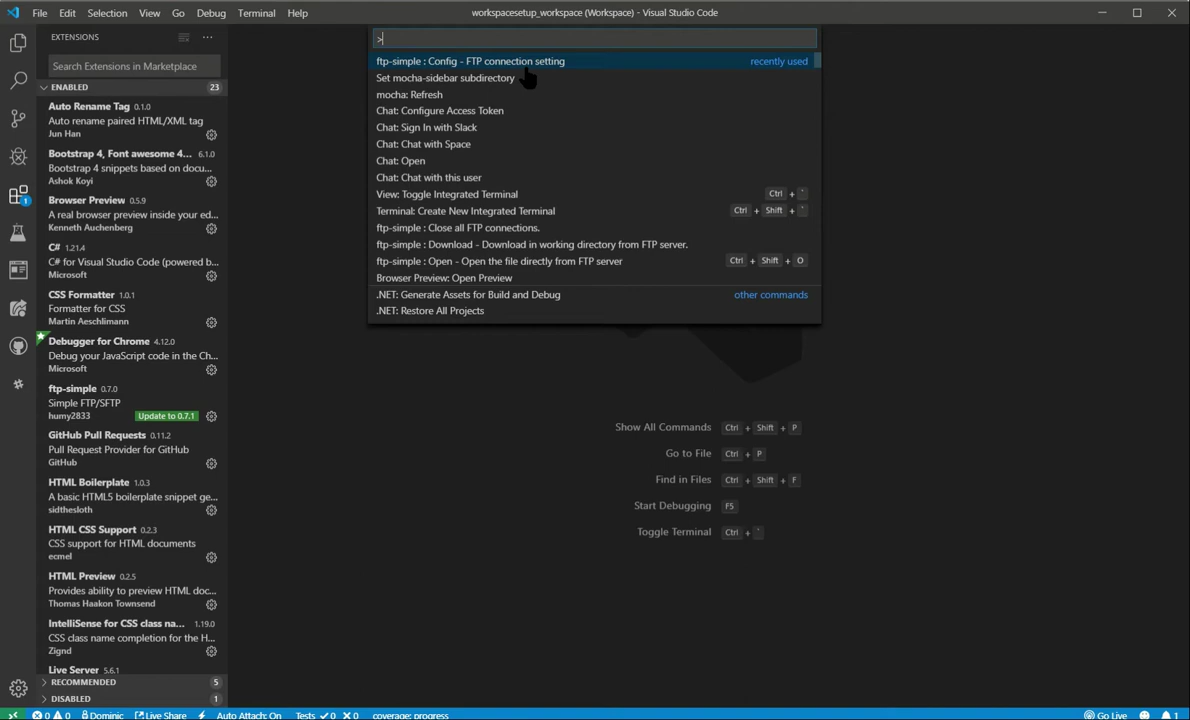 File Edit Selection View Go Debug Terminal Help workspacesetup_workspace (Workspace) - Visual Studio Code
EXTENSIONS
Search Extensions in Marketplace
ENABLED 23
Auto Rename Tag 0.1.0
Auto rename paired HTML/XML tag
Jun Han
Bootstrap 4, Font awesome 4... 6.1.0
Bootstrap 4 snippets based on docu...
Ashok Koyi
Browser Preview 0.5.9
A real browser preview inside your ed...
Kenneth Auchenberg
C# 1.21.4
C# for Visual Studio Code (powered b...
Microsoft
CSS Formatter 1.0.1
Formatter for CSS
Martin Aeschlimann
Debugger for Chrome 4.12.0
Debug your JavaScript code in the Ch...
Microsoft
ftp-simple 0.7.0
Simple FTP/SFTP
humy2833 Update to 0.7.1
GitHub Pull Requests 0.11.2
Pull Request Provider for GitHub
GitHub
HTML Boilerplate 1.0.3
A basic HTML5 boilerplate snippet ge...
sidthesloth
HTML CSS Support 0.2.3
CSS support for HTML documents
ecmel
HTML Preview 0.2.5
Provides ability to preview HTML doc...
Thomas Haakon Townsend
IntelliSense for CSS class na... 1.19.0
CSS class name completion for the H...
Zignd
Live Server 5.6.1
RECOMMENDED 5
DISABLED 1
1
>
ftp-simple : Config - FTP connection setting recently used
Set mocha-sidebar subdirectory
mocha: Refresh
Chat: Configure Access Token
Chat: Sign In with Slack
Chat: Chat with Space
Chat: Open
Chat: Chat with this user
View: Toggle Integrated Terminal Ctrl + `
Terminal: Create New Integrated Terminal Ctrl + Shift + `
ftp-simple : Close all FTP connections.
ftp-simple : Download - Download in working directory from FTP server.
ftp-simple : Open - Open the file directly from FTP server Ctrl + Shift + O
Browser Preview: Open Preview
.NET: Generate Assets for Build and Debug other commands
.NET: Restore All Projects
Show All Commands Ctrl + Shift + P
Go to File Ctrl + P
Find in Files Ctrl + Shift + F
Start Debugging F5
Toggle Terminal Ctrl + `
0 0 Dominic Live Share Auto Attach: On Tests 0 0 coverage: progress Go Live 1